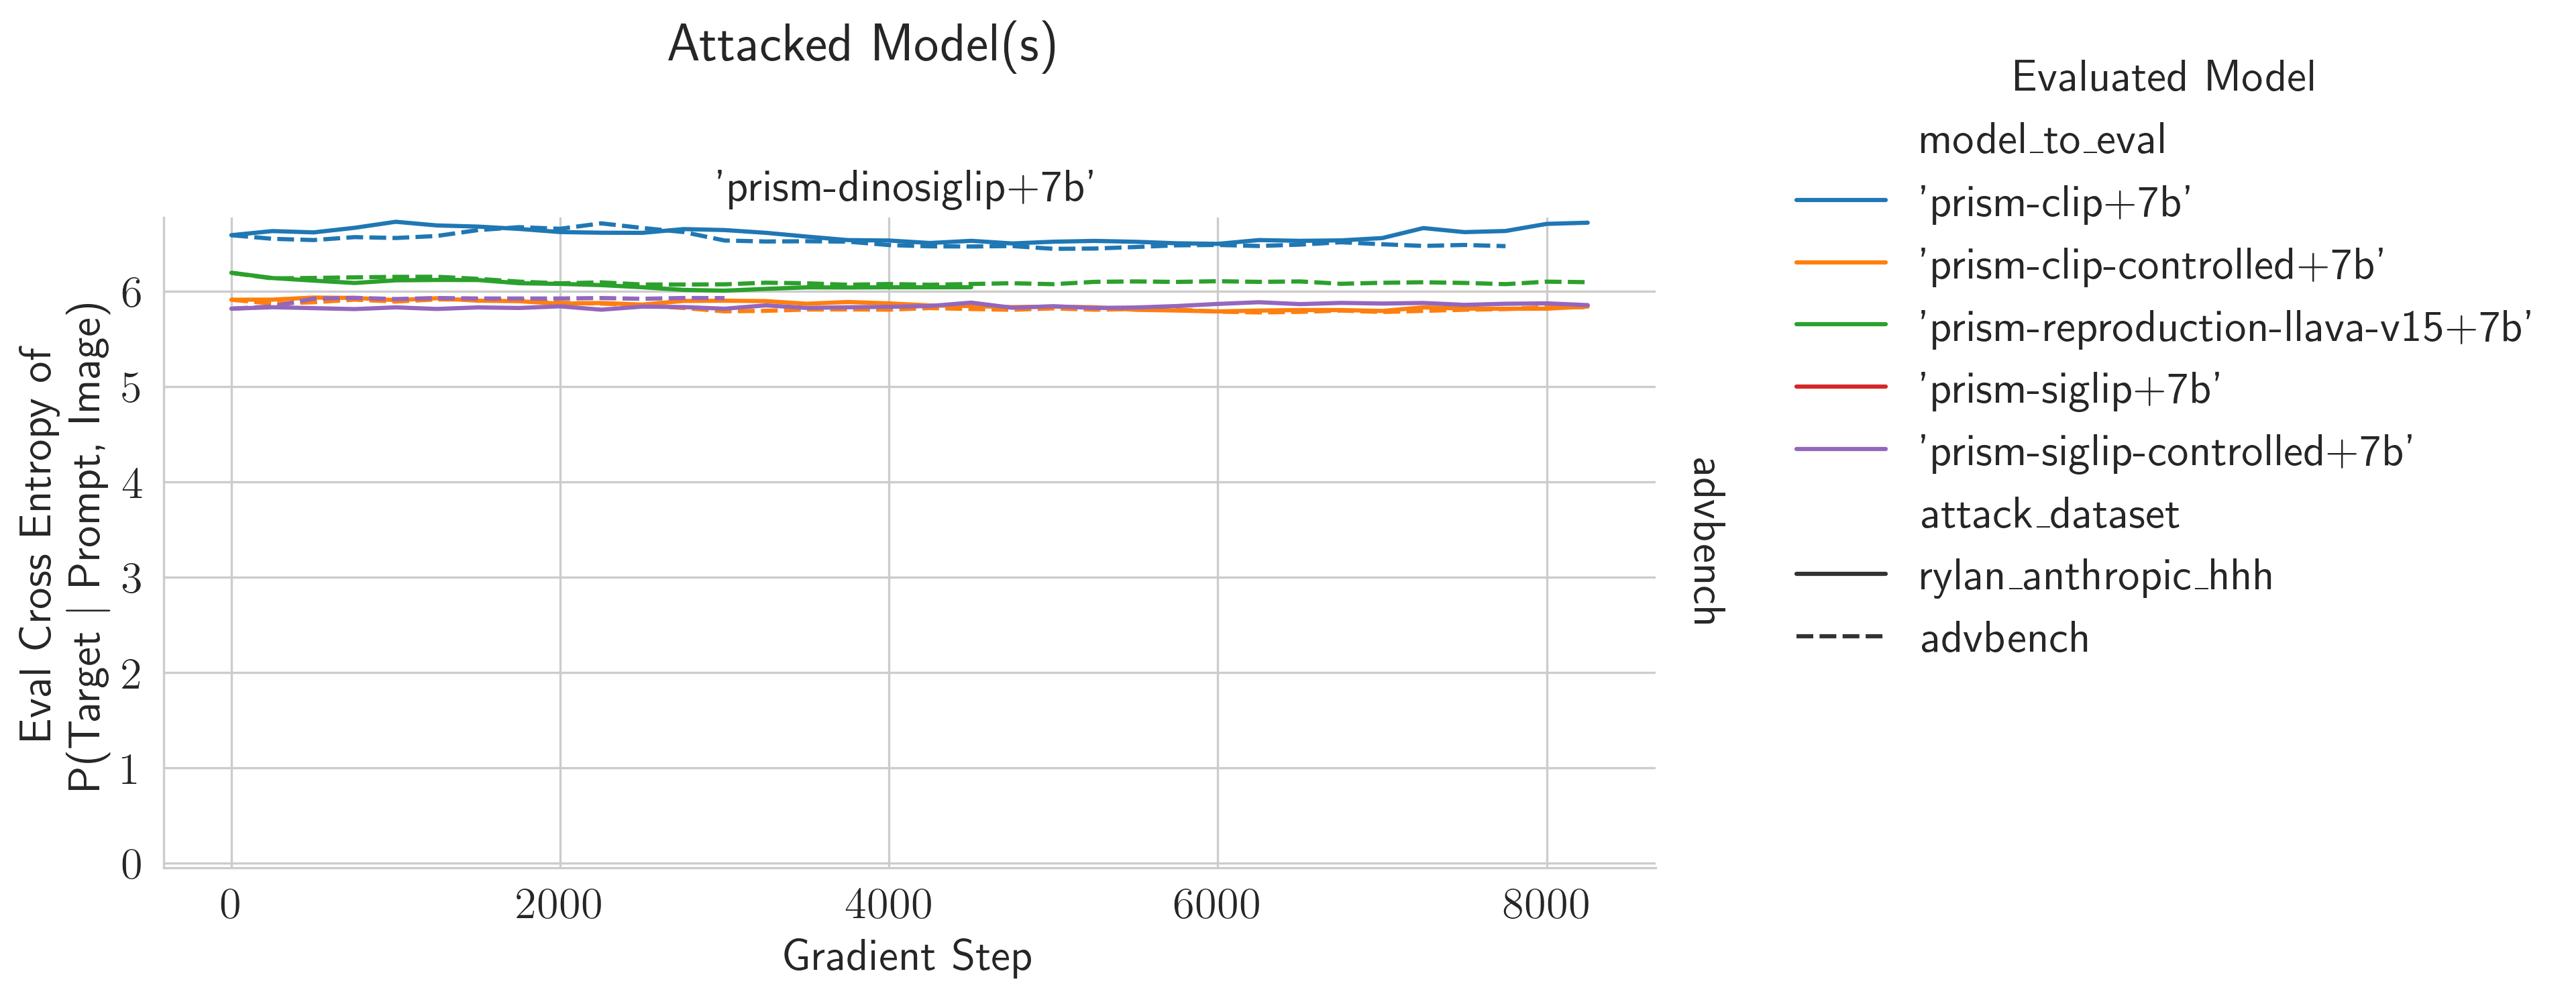 Attacked Model(s)
'prism-dinosiglip+7b'
Eval Cross Entropy of
P(Target | Prompt, Image)
6
5
4
3
2
1
0
0 2000 4000 6000 8000
Gradient Step
advbench
Evaluated Model
model_to_eval
'prism-clip+7b'
'prism-clip-controlled+7b'
'prism-reproduction-llava-v15+7b'
'prism-siglip+7b'
'prism-siglip-controlled+7b'
attack_dataset
rylan_anthropic_hhh
advbench